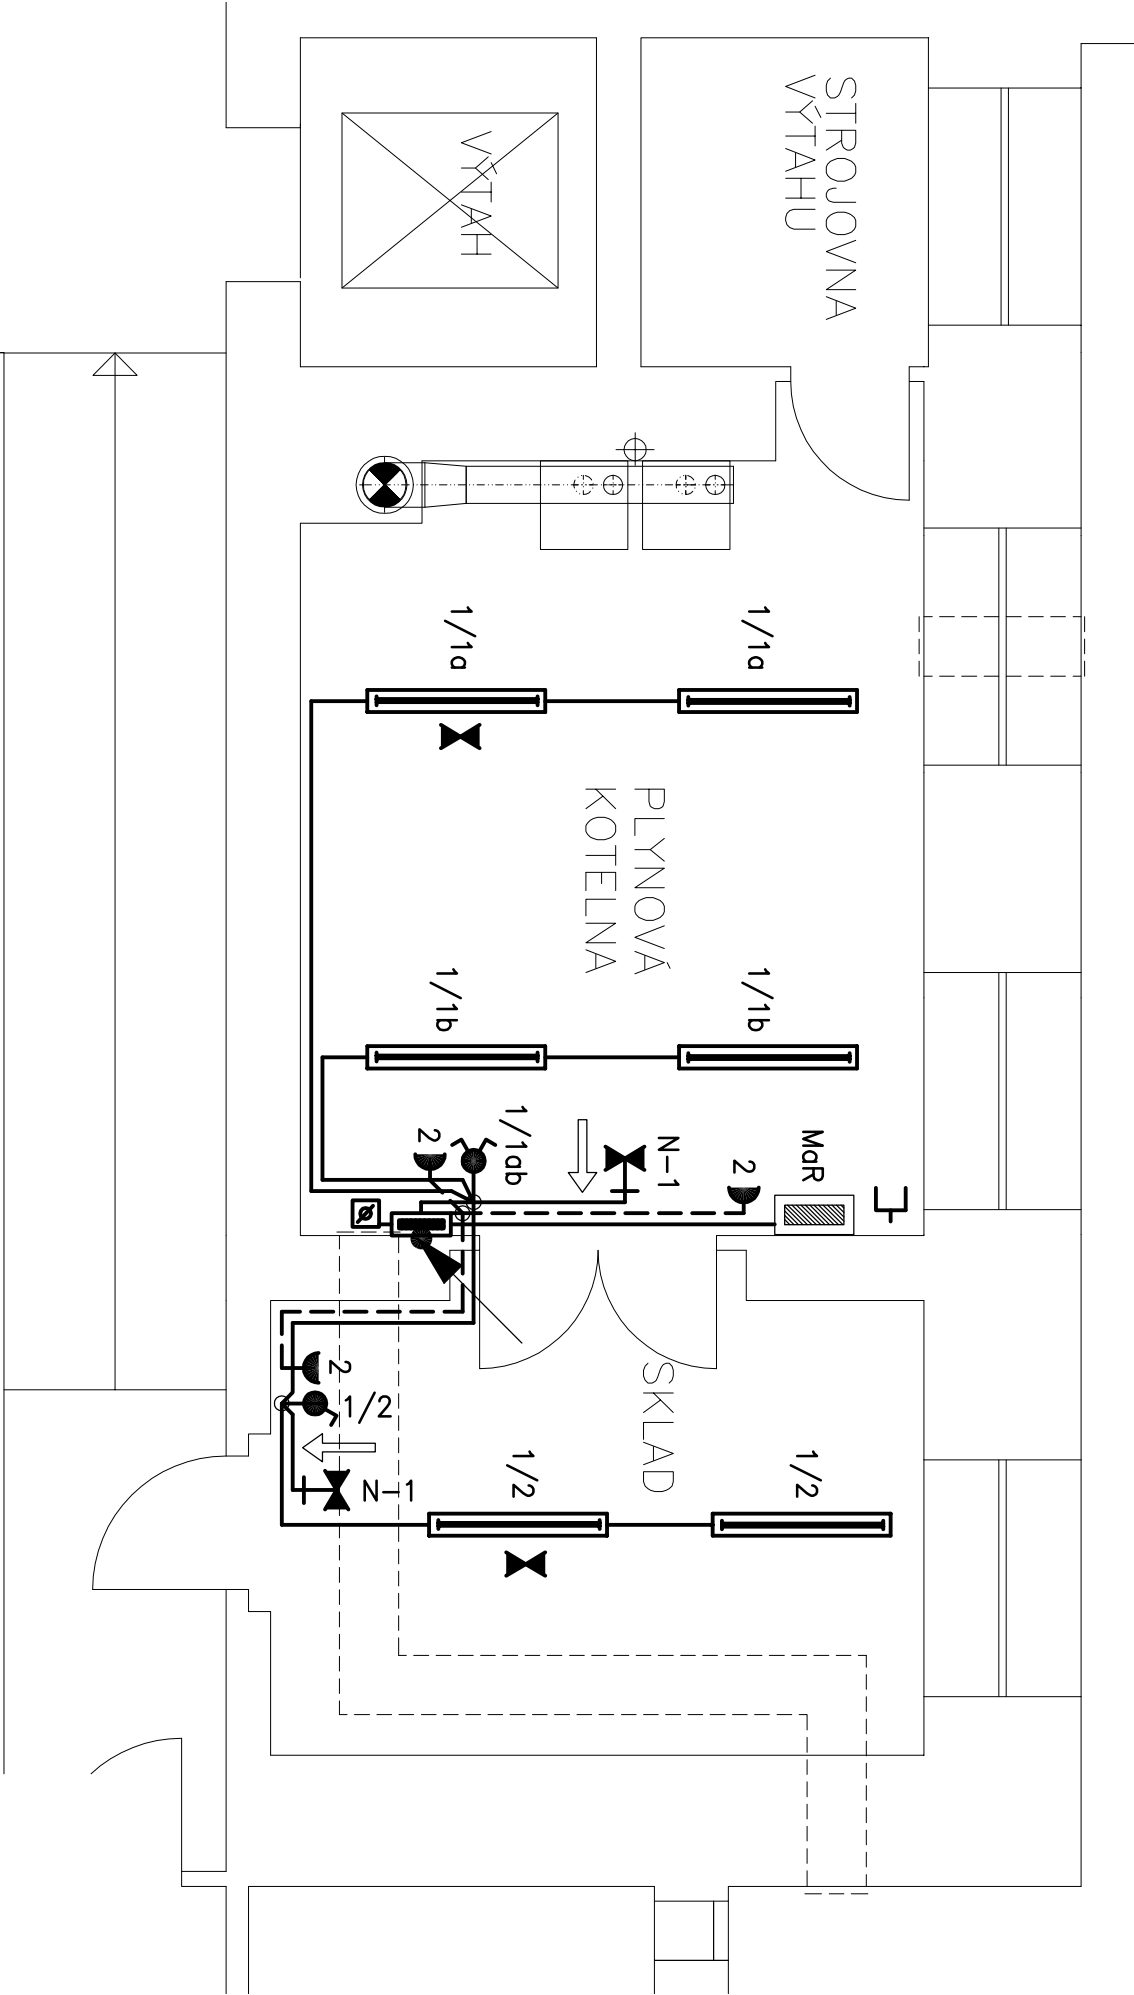 STROJOVNA
VÝTAHU
VÝTAH
1/1a
1/1a
PLYNOVÁ
KOTELNA
1/1b
1/1b
2
1/1ab
N-1
2
MaR
2
1/2
N-1
SKLAD
1/2
1/2